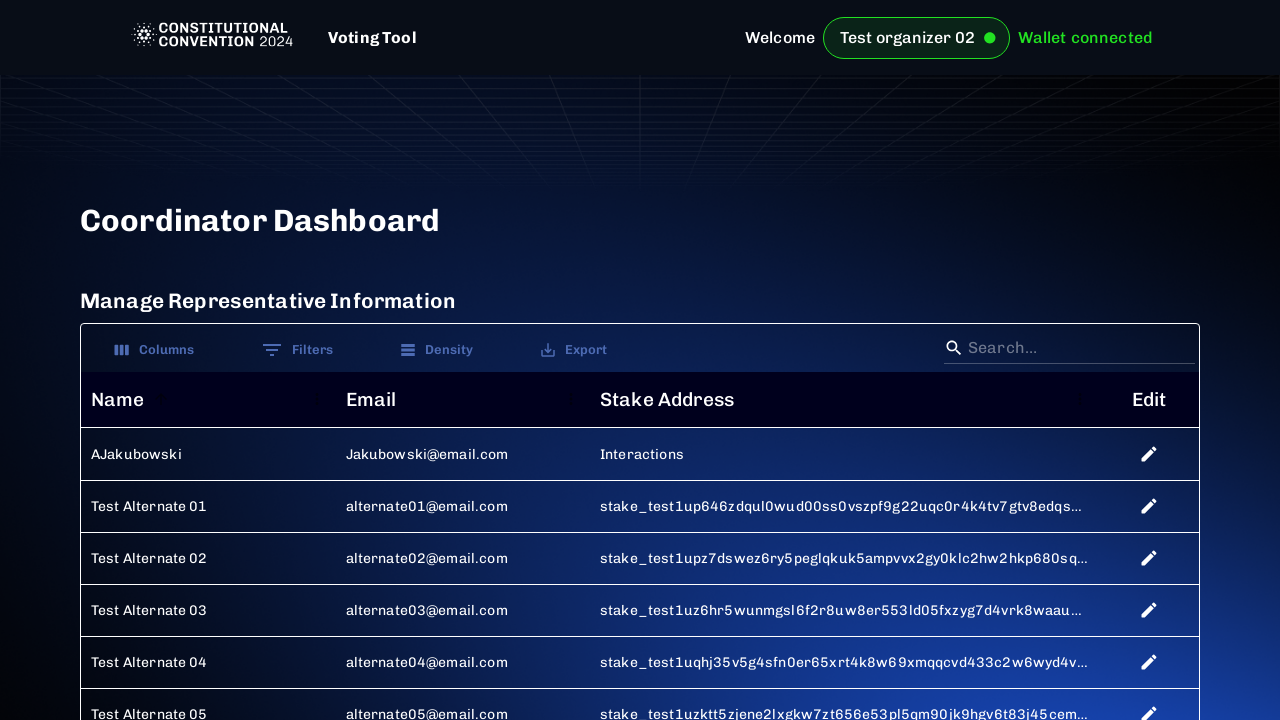 CONSTITUTIONAL
CONVENTION 2024
Voting Tool
Welcome Test organizer 02 Wallet connected
Coordinator Dashboard
Manage Representative Information
Columns Filters Density Export Search...
Name Email Stake Address Edit
AJakubowski Jakubowski@email.com Interactions
Test Alternate 01 alternate01@email.com stake_test1up646zdqul0wud00ss0vszpf9g22uqc0r4k4tv7gtv8edqs...
Test Alternate 02 alternate02@email.com stake_test1upz7dswez6ry5peglqkuk5ampvvx2gy0klc2hw2hkp680sq...
Test Alternate 03 alternate03@email.com stake_test1uz6hr5wunmgsl6f2r8uw8er553ld05fxzyg7d4vrk8waau...
Test Alternate 04 alternate04@email.com stake_test1uqhj35v5g4sfn0er65xrt4k8w69xmqqcvd433c2w6wyd4v...
Test Alternate 05 alternate05@email.com stake_test1uzktt5zjene2lxgkw7zt656e53pl5qm90jk9hgv6t83j45cem...